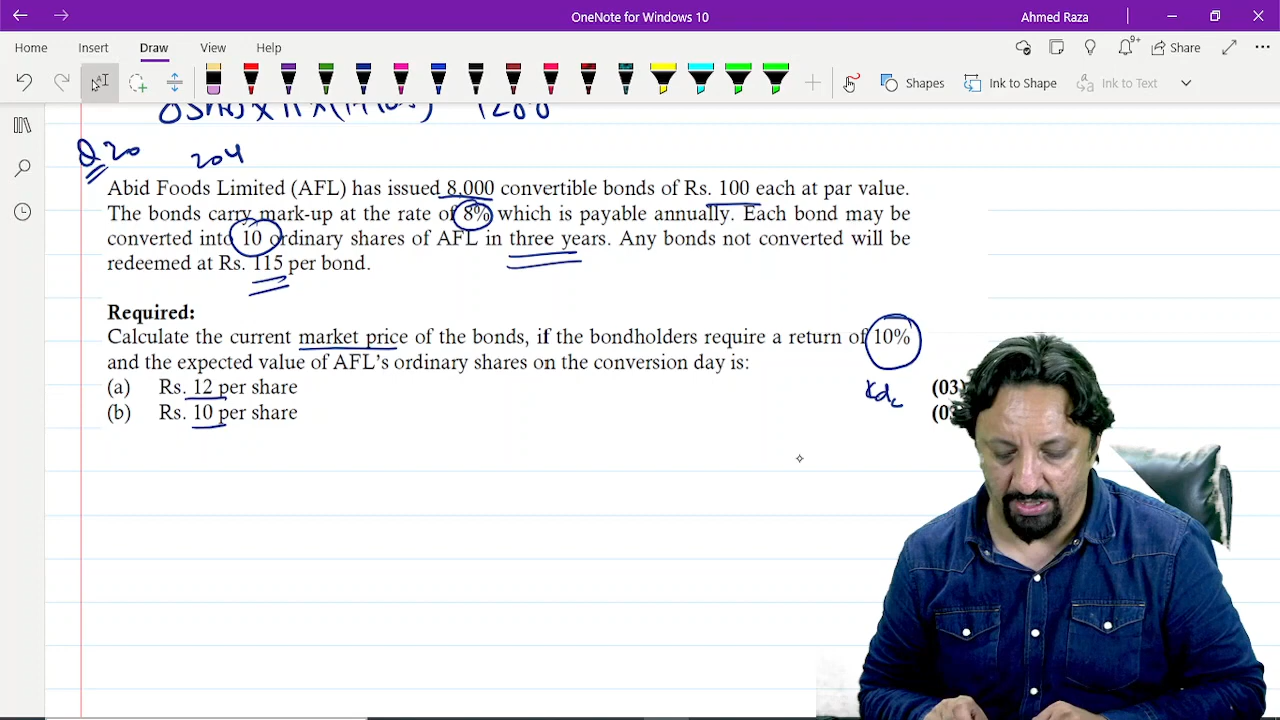 OneNote for Windows 10
Ahmed Raza
Home Insert Draw View Help
Share
Shapes
Ink to Shape
Ink to Text
1200
Q20 204
Abid Foods Limited (AFL) has issued 8,000 convertible bonds of Rs. 100 each at par value.
The bonds carry mark-up at the rate of 8% which is payable annually. Each bond may be
converted into 10 ordinary shares of AFL in three years. Any bonds not converted will be
redeemed at Rs. 115 per bond.
Required:
Calculate the current market price of the bonds, if the bondholders require a return of 10%
and the expected value of AFL's ordinary shares on the conversion day is:
(a) Rs. 12 per share (03)
(b) Rs. 10 per share
Kd